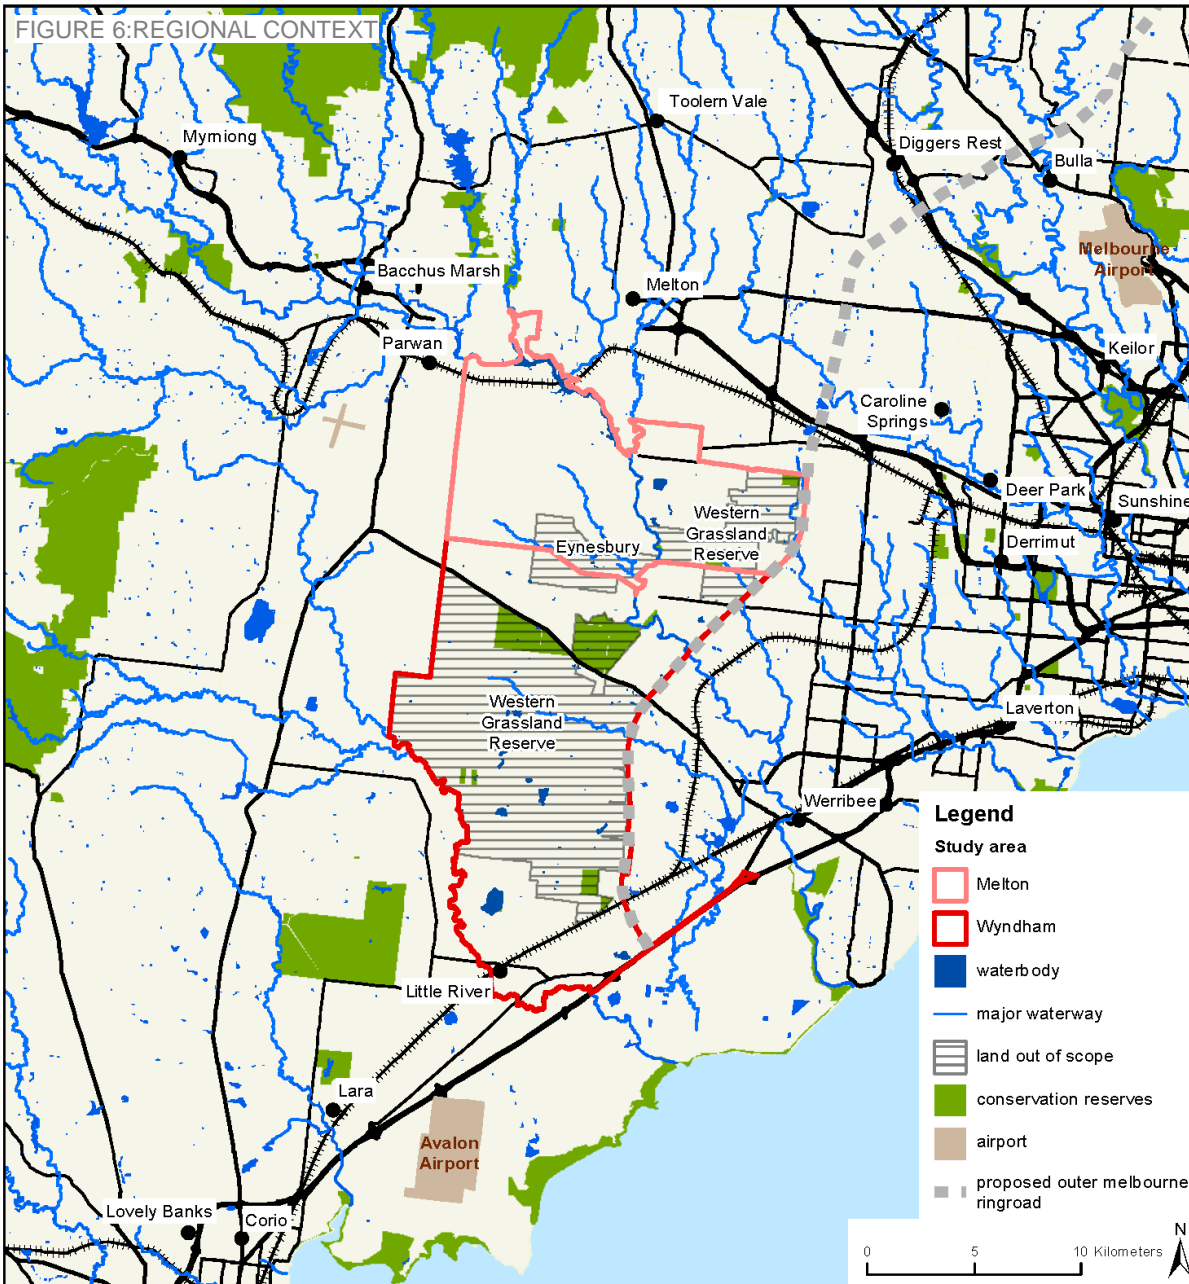 FIGURE 6:REGIONAL CONTEXT
Toolern Vale
Myrniong
Diggers Rest
Bulla
Melbourne
Airport
Bacchus Marsh
Melton
Parwan
Keilor
Caroline
Springs
Deer Park
Sunshine
Western
Grassland
Reserve
Derrimut
Eynesbury
Western
Grassland
Reserve
Laverton
Werribee
Little River
Lara
Avalon
Airport
Lovely Banks
Corio
Legend
Study area
Melton
Wyndham
waterbody
major waterway
land out of scope
conservation reserves
airport
proposed outer melbourne
ringroad
N
0 5 10 Kilometers